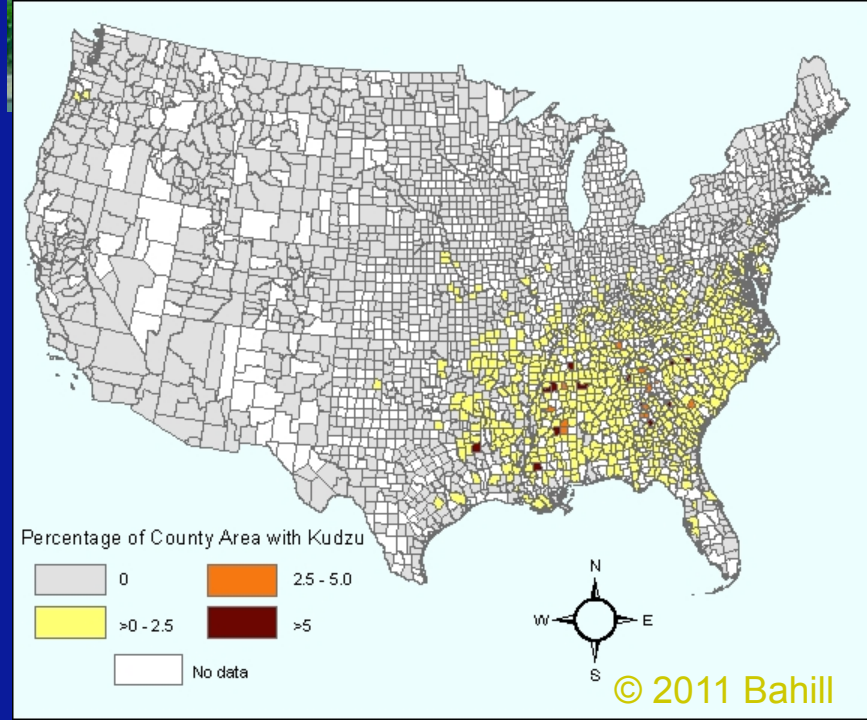 Percentage of County Area with Kudzu
0
2.5 - 5.0
>0 - 2.5
>5
No data
N
W
E
S
© 2011 Bahill